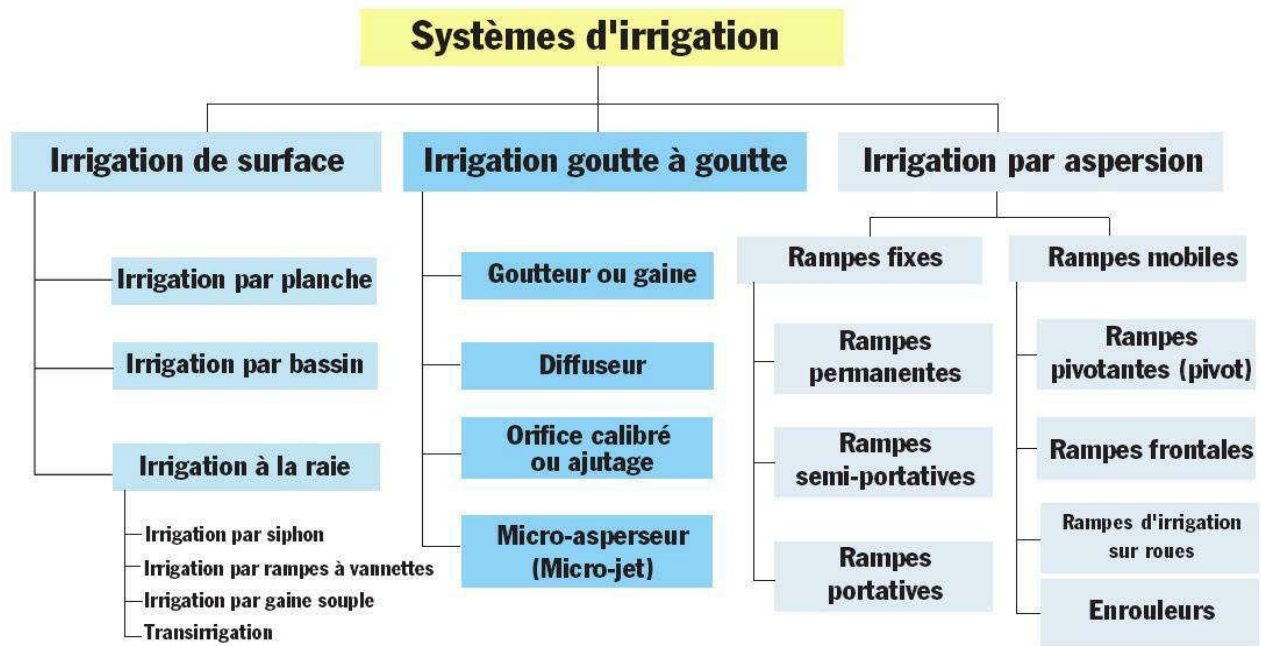 Systèmes d'irrigation
Irrigation de surface
Irrigation par planche
Irrigation par bassin
Irrigation à la raie
Irrigation par siphon
Irrigation par rampes à vannettes
Irrigation par gaine souple
Transirrigation
Irrigation goutte à goutte
Goutteur ou gaine
Diffuseur
Orifice calibré
ou ajutage
Micro-asperseur
(Micro-jet)
Irrigation par aspersion
Rampes fixes
Rampes
permanentes
Rampes
semi-portatives
Rampes
portatives
Rampes mobiles
Rampes
pivotantes (pivot)
Rampes frontales
Rampes d'irrigation
sur roues
Enrouleurs